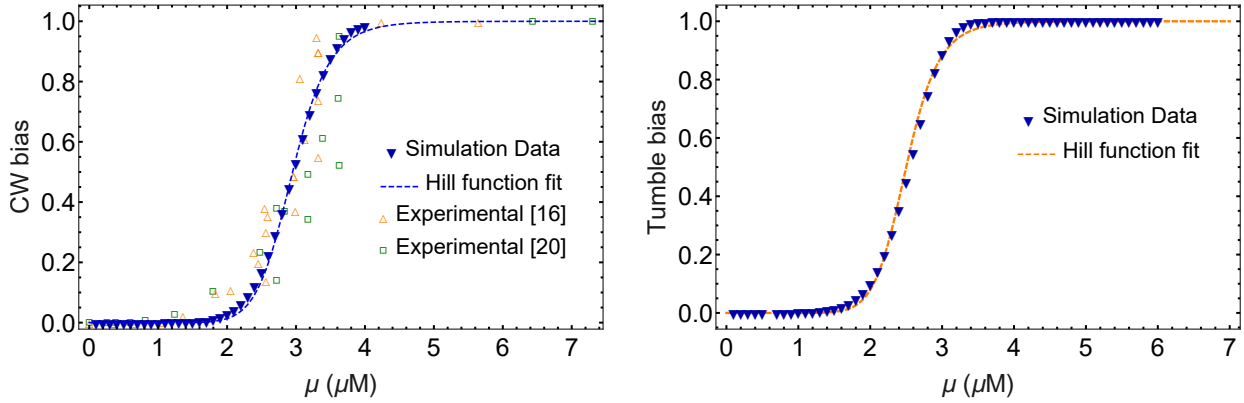 1.0
0.8
0.6
0.4
0.2
0.0
CW bias
Simulation Data
Hill function fit
Experimental [16]
Experimental [20]
0 1 2 3 4 5 6 7
μ (μM)
1.0
0.8
0.6
0.4
0.2
0.0
Tumble bias
Simulation Data
Hill function fit
0 1 2 3 4 5 6 7
μ (μM)